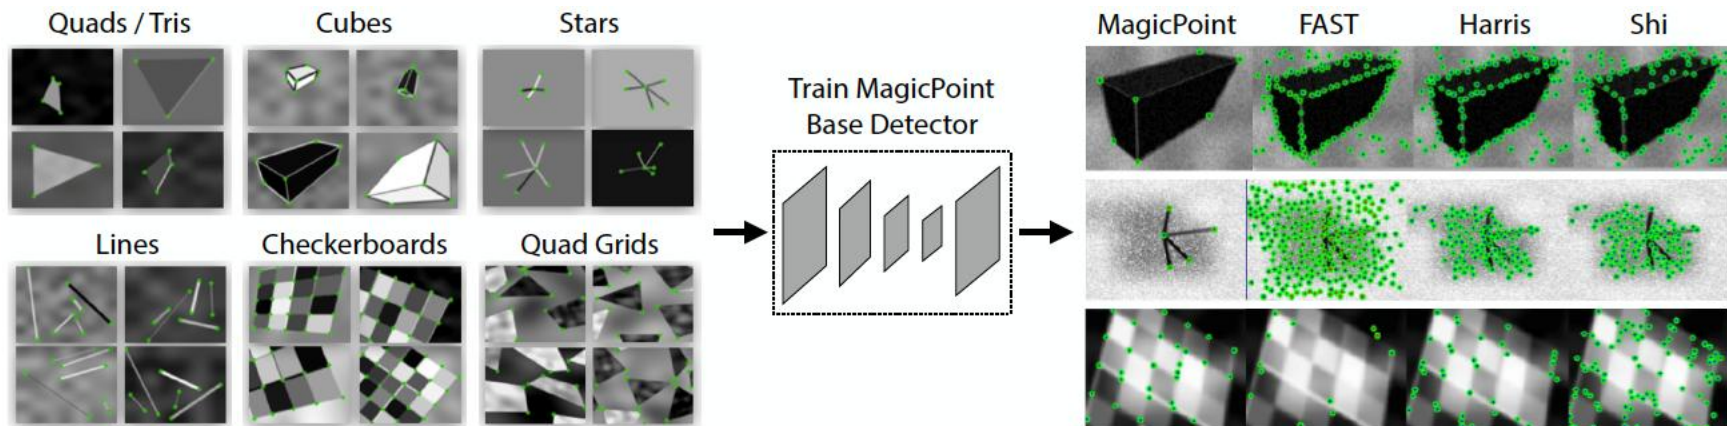 Quads / Tris
Cubes
Stars
Lines
Checkerboards
Quad Grids
Train MagicPoint
Base Detector
MagicPoint
FAST
Harris
Shi